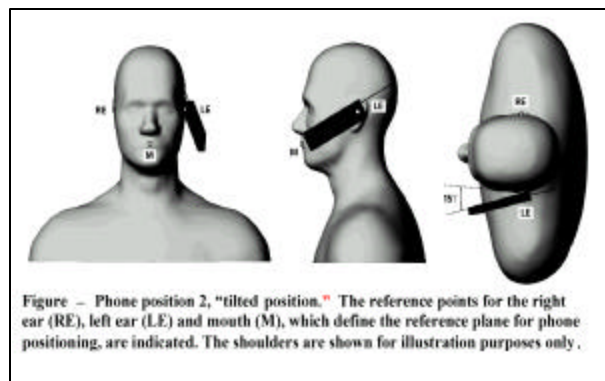 RE LE M
LE M
RE
15°
LE
Figure – Phone position 2, “tilted position.” The reference points for the right
ear (RE), left ear (LE) and mouth (M), which define the reference plane for phone
positioning, are indicated. The shoulders are shown for illustration purposes only.